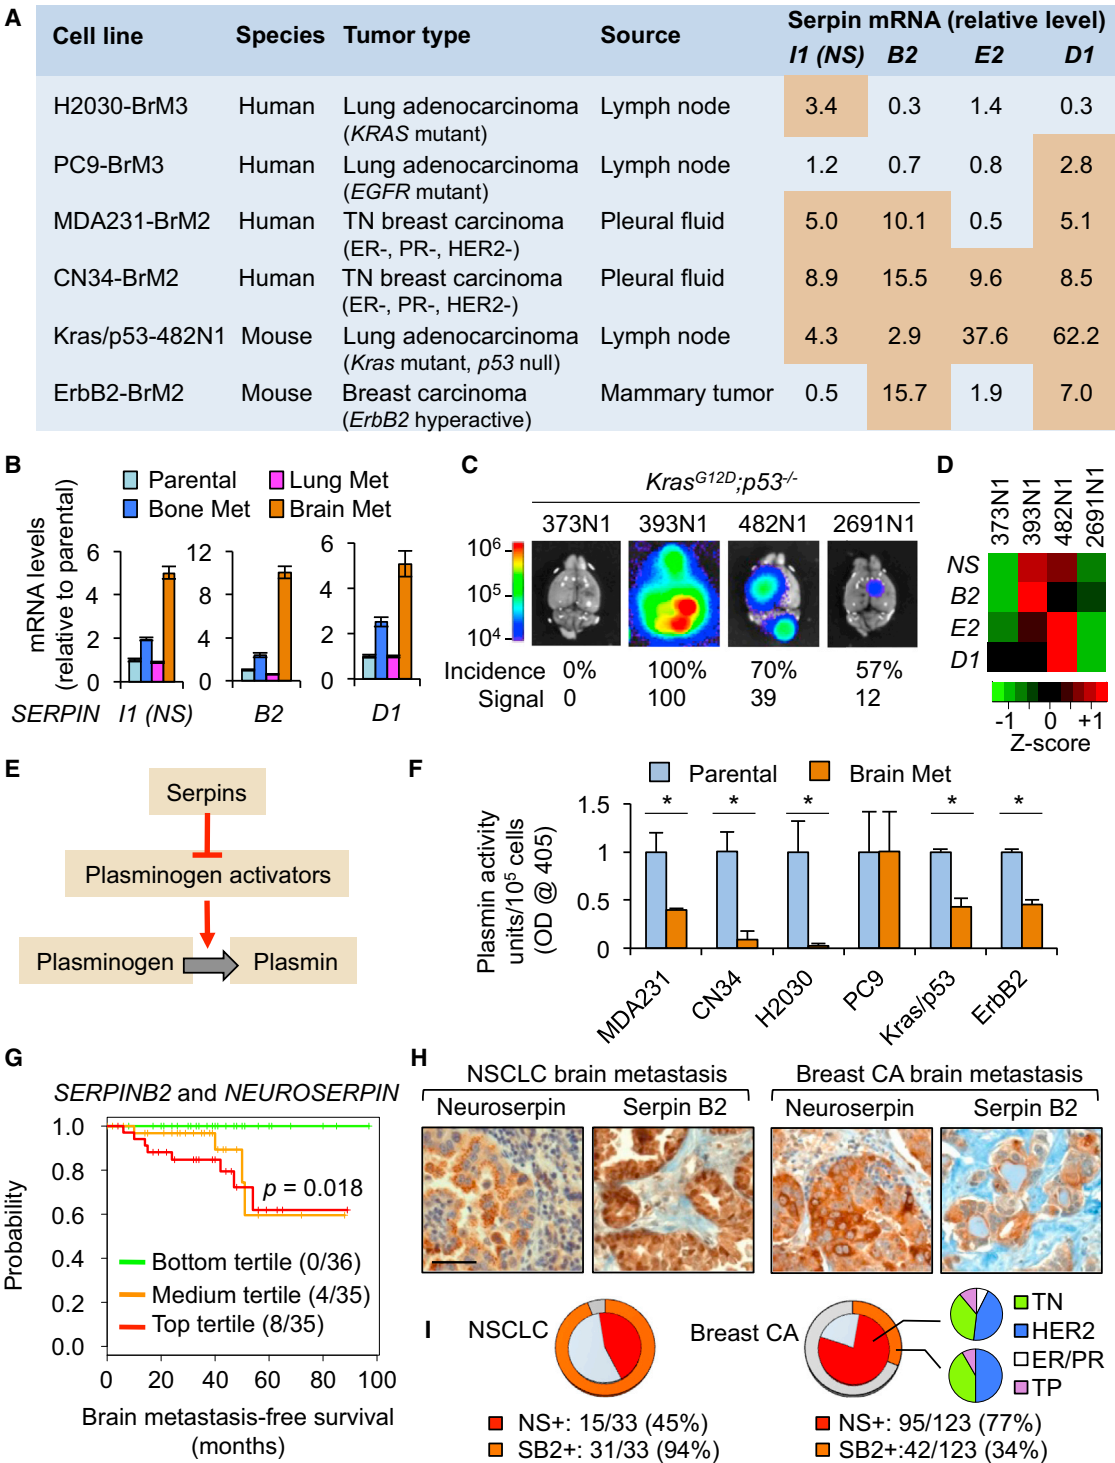 A
Cell line Species Tumor type Source Serpin mRNA (relative level)
I1 (NS) B2 E2 D1
H2030-BrM3 Human Lung adenocarcinoma Lymph node 3.4 0.3 1.4 0.3
(KRAS mutant)
PC9-BrM3 Human Lung adenocarcinoma Lymph node 1.2 0.7 0.8 2.8
(EGFR mutant)
MDA231-BrM2 Human TN breast carcinoma Pleural fluid 5.0 10.1 0.5 5.1
(ER-, PR-, HER2-)
CN34-BrM2 Human TN breast carcinoma Pleural fluid 8.9 15.5 9.6 8.5
(ER-, PR-, HER2-)
Kras/p53-482N1 Mouse Lung adenocarcinoma Lymph node 4.3 2.9 37.6 62.2
(Kras mutant, p53 null)
ErbB2-BrM2 Mouse Breast carcinoma Mammary tumor 0.5 15.7 1.9 7.0
(ErbB2 hyperactive)
B
Parental Lung Met
Bone Met Brain Met
mRNA levels
(relative to parental)
6
4
2
0
12
8
4
0
6
4
2
0
SERPIN I1 (NS) B2 D1
C
KrasG12D;p53-/-
373N1 393N1 482N1 2691N1
10^6
10^5
10^4
Incidence 0% 100% 70% 57%
Signal 0 100 39 12
D
373N1
393N1
482N1
2691N1
NS
B2
E2
D1
-1 0 +1
Z-score
E
Serpins
Plasminogen activators
Plasminogen Plasmin
F
Parental Brain Met
Plasmin activity
units/10^5 cells
(OD @ 405)
1.5
1
0.5
0
* * * * *
MDA231
CN34
H2030
PC9
Kras/p53
ErbB2
G
SERPINB2 and NEUROSERPIN
Probability
1.0
0.8
0.6
0.4
0.2
0.0
p = 0.018
Bottom tertile (0/36)
Medium tertile (4/35)
Top tertile (8/35)
0 20 40 60 80 100
Brain metastasis-free survival
(months)
H
NSCLC brain metastasis Breast CA brain metastasis
Neuroserpin Serpin B2 Neuroserpin Serpin B2
I
NSCLC
NS+: 15/33 (45%)
SB2+: 31/33 (94%)
Breast CA
TN
HER2
ER/PR
TP
NS+: 95/123 (77%)
SB2+:42/123 (34%)